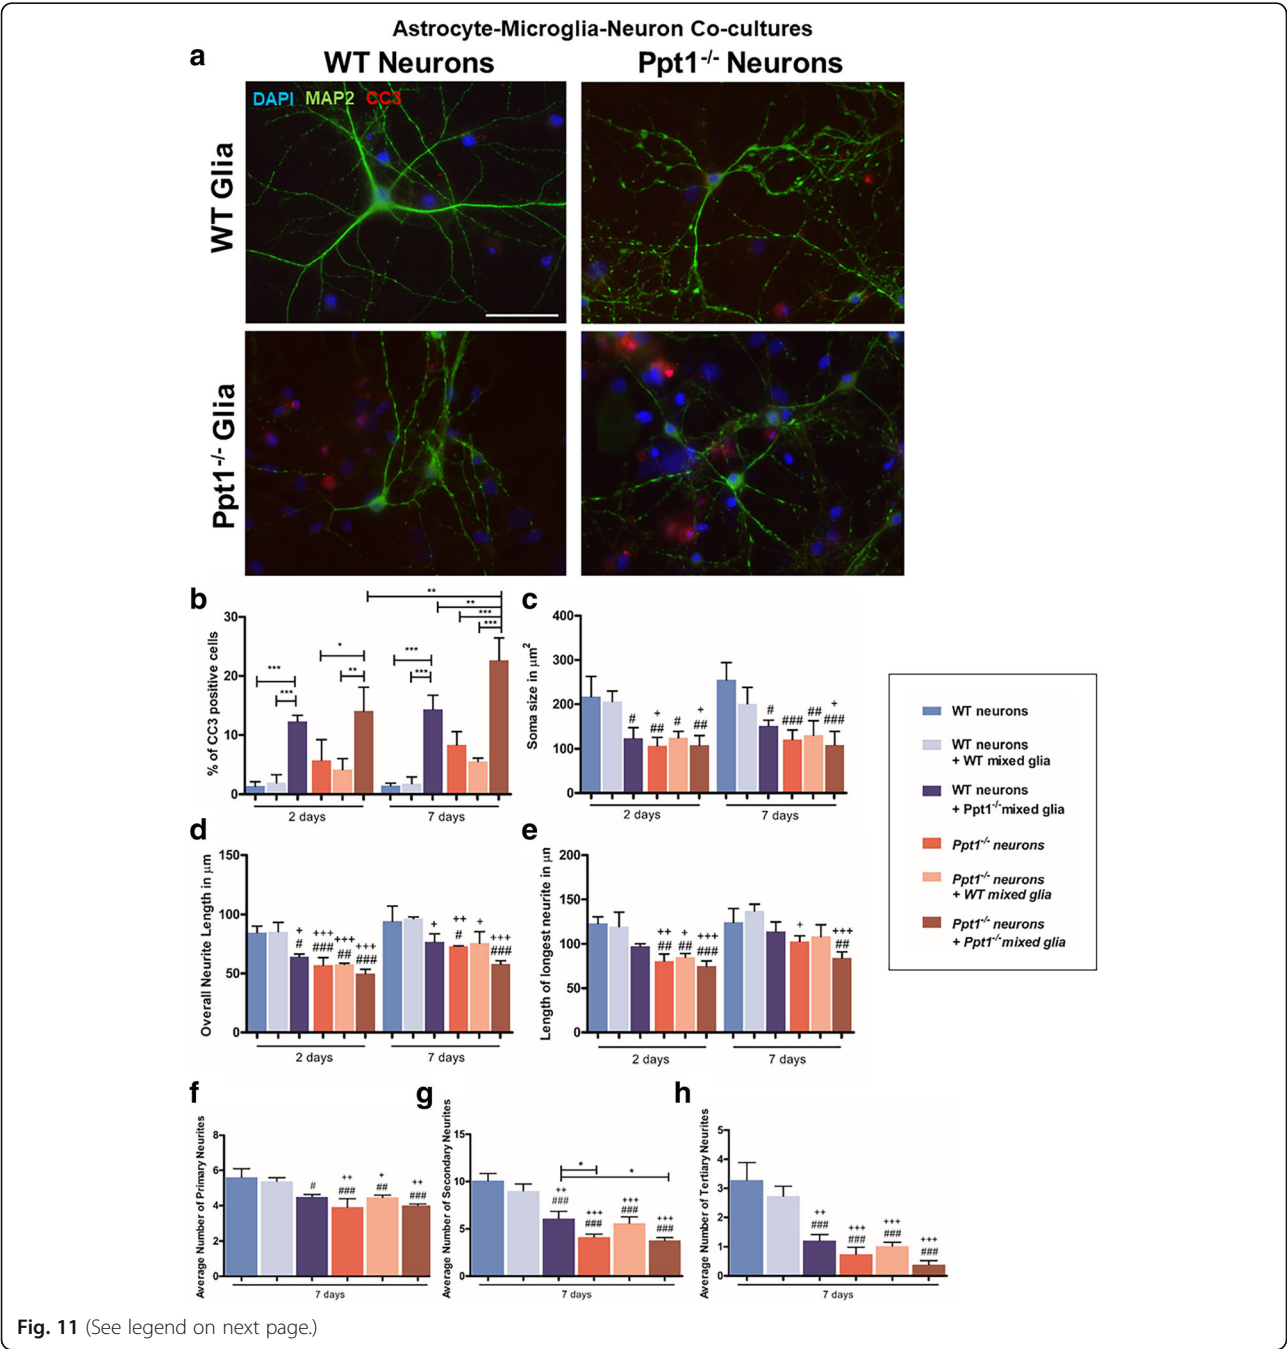 Astrocyte-Microglia-Neuron Co-cultures
a
WT Neurons
Ppt1-/- Neurons
DAPI MAP2 CC3
WT Glia
Ppt1-/- Glia
b
% of CC3 positive cells
30
20
10
0
***
***
*
**
***
***
**
**
***
***
2 days
7 days
c
Soma size in μm2
400
300
200
100
0
#
+
##
#
+
##
#
###
##
+
###
2 days
7 days
WT neurons
WT neurons
+ WT mixed glia
WT neurons
+ Ppt1-/-mixed glia
Ppt1-/- neurons
Ppt1-/- neurons
+ WT mixed glia
Ppt1-/- neurons
+ Ppt1-/-mixed glia
d
Overall Neurite Length in μm
150
100
50
0
+
#
+++
###
+++
##
+++
###
+
++
#
+
+++
###
2 days
7 days
e
Length of longest neurite in μn
200
150
100
50
0
++
##
+
##
+++
###
+
+++
##
2 days
7 days
f
Average Number of Primary Neurites
8
6
4
2
0
#
++
###
+
##
++
###
7 days
g
Average Number of Secondary Neurites
15
10
5
0
*
*
++
###
+++
###
+++
###
+++
###
7 days
h
Average Number of Tertiary Neurites
5
4
3
2
1
0
++
###
+++
###
+++
###
+++
###
7 days
Fig. 11 (See legend on next page.)